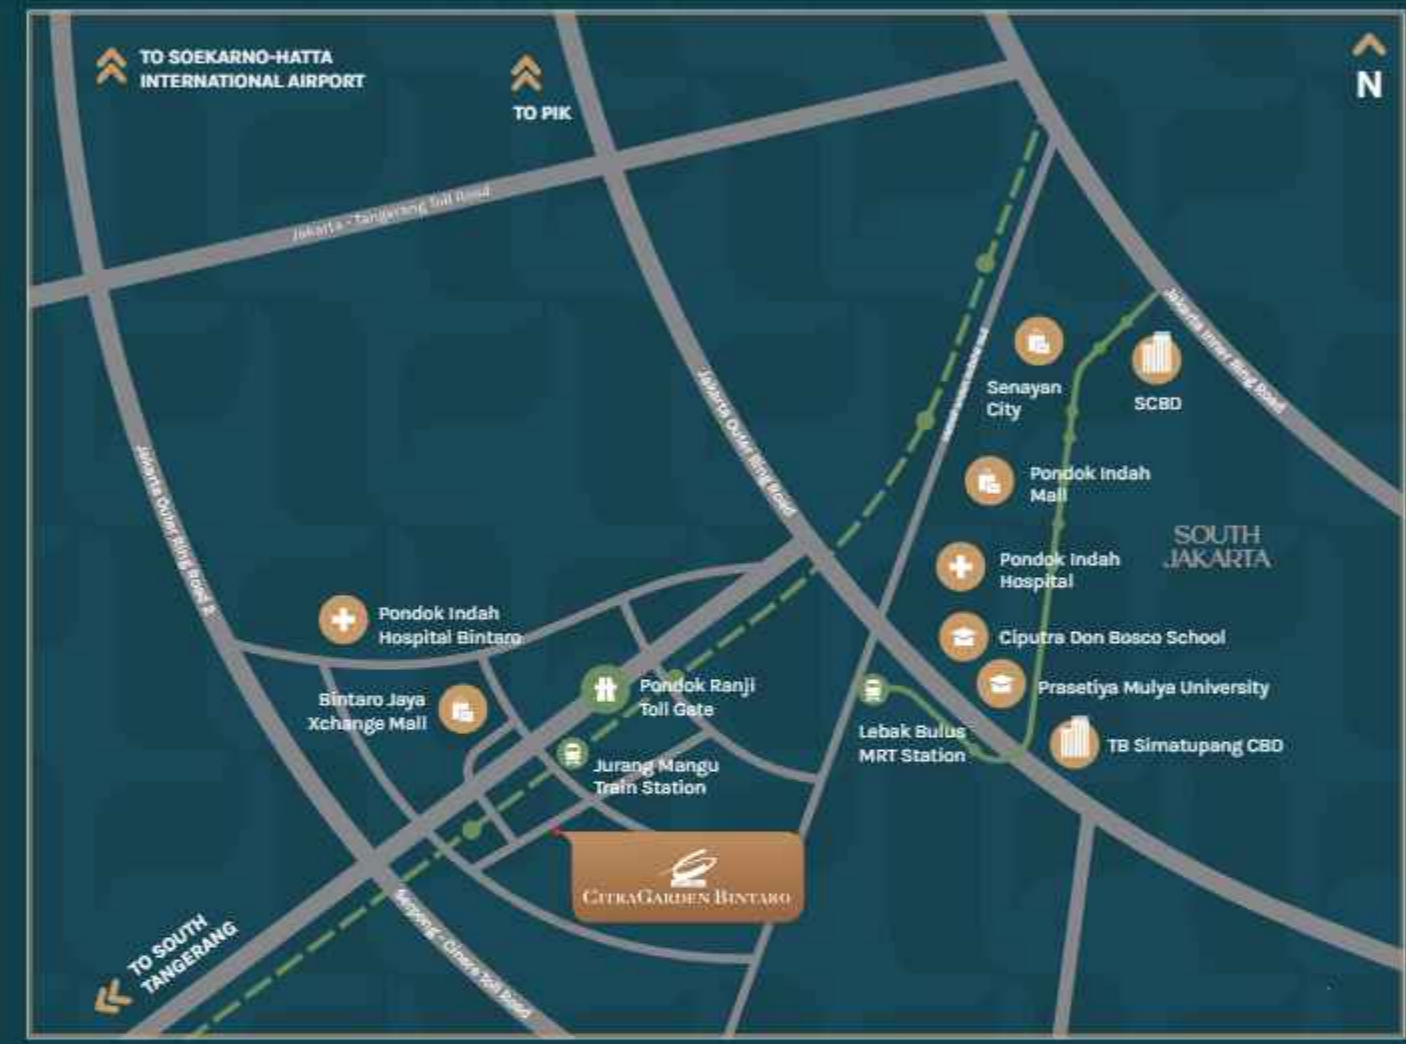 TO SOEKARNO-HATTA
INTERNATIONAL AIRPORT
TO PIK
N
Jakarta - Tangerang Toll Road
Jakarta Inner Ring Road
Senayan
City
SCBD
Jakarta Outer Ring Road
Jakarta Outer Ring Road 2
Pondok Indah
Mall
SOUTH
JAKARTA
Pondok Indah
Hospital
Pondok Indah
Hospital Bintaro
Ciputra Don Bosco School
Prasetiya Mulya University
Bintaro Jaya
Xchange Mall
Pondok Ranji
Toll Gate
Lebak Bulus
MRT Station
TB Simatupang CBD
Jurang Mangu
Train Station
CITRAGARDEN BINTARO
Serpong - Cinere Toll Road
TO SOUTH
TANGERANG